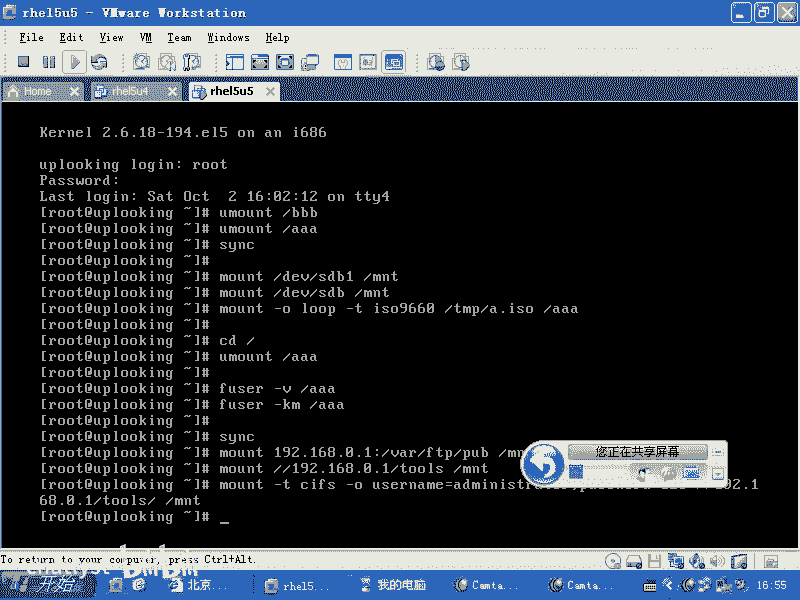 rhel5u5 - VMware Workstation
File Edit View VM Team Windows Help
Home rhel5u4 rhel5u5
Kernel 2.6.18-194.el5 on an i686
uplooking login: root
Password:
Last login: Sat Oct  2 16:02:12 on tty4
[root@uplooking ~]# umount /bbb
[root@uplooking ~]# umount /aaa
[root@uplooking ~]# sync
[root@uplooking ~]#
[root@uplooking ~]# mount /dev/sdb1 /mnt
[root@uplooking ~]# mount /dev/sdb /mnt
[root@uplooking ~]# mount -o loop -t iso9660 /tmp/a.iso /aaa
[root@uplooking ~]#
[root@uplooking ~]# cd /
[root@uplooking ~]# umount /aaa
[root@uplooking ~]#
[root@uplooking ~]# fuser -v /aaa
[root@uplooking ~]# fuser -km /aaa
[root@uplooking ~]#
[root@uplooking ~]# sync
[root@uplooking ~]# mount 192.168.0.1:/var/ftp/pub
您正在共享屏幕
[root@uplooking ~]# mount //192.168.0.1/tools /mnt
[root@uplooking ~]# mount -t cifs -o
68.0.1/tools/ /mnt
[root@uplooking ~]# _
To return to your computer, press Ctrl+Alt.
开始 北京... rhel5... 我的电脑 Camta... Camta... 16:55